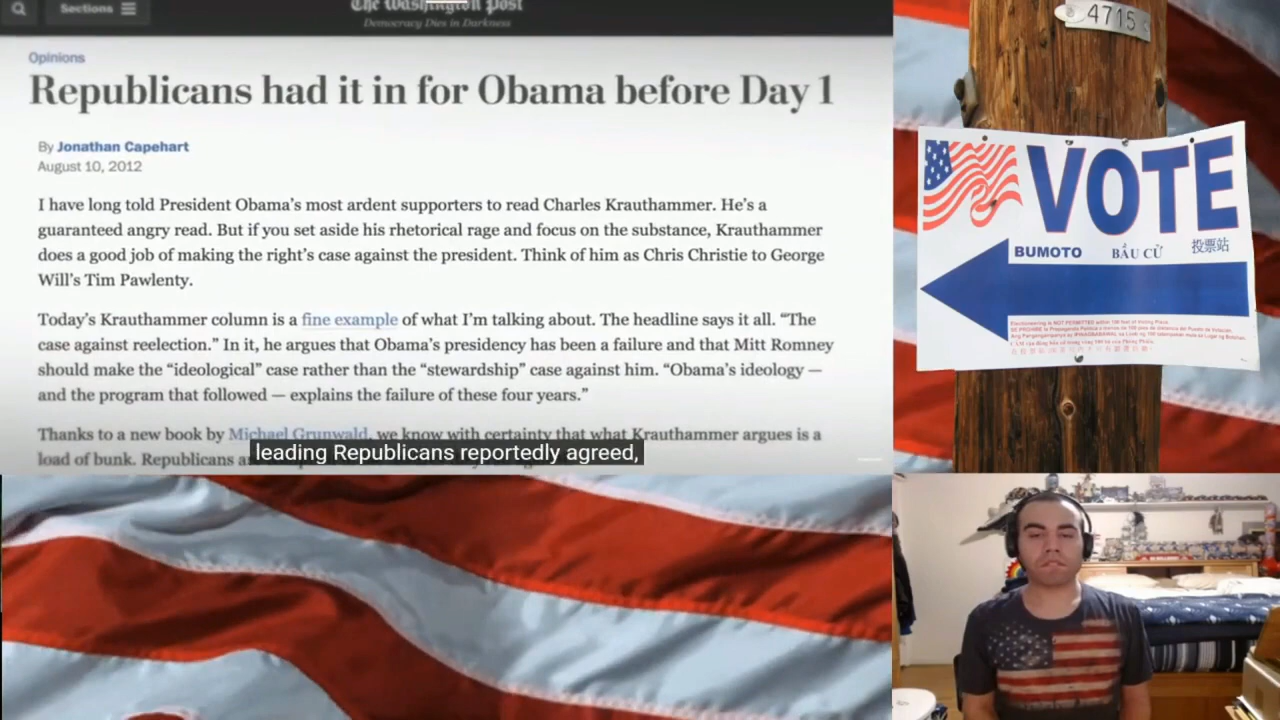 Sections
The Washington Post
Democracy Dies in Darkness
Opinions
Republicans had it in for Obama before Day 1
By Jonathan Capehart
August 10, 2012
I have long told President Obama's most ardent supporters to read Charles Krauthammer. He's a
guaranteed angry read. But if you set aside his rhetorical rage and focus on the substance, Krauthammer
does a good job of making the right's case against the president. Think of him as Chris Christie to George
Will's Tim Pawlenty.
Today's Krauthammer column is a fine example of what I'm talking about. The headline says it all. “The
case against reelection.” In it, he argues that Obama's presidency has been a failure and that Mitt Romney
should make the “ideological” case rather than the “stewardship” case against him. “Obama's ideology —
and the program that followed — explains the failure of these four years.”
Thanks to a new book by Michael Grunwald, we know with certainty that what Krauthammer argues is a
load of bunk. Republicans
leading Republicans reportedly agreed,
4715
VOTE
BUMOTO BẦU CỬ 投票站